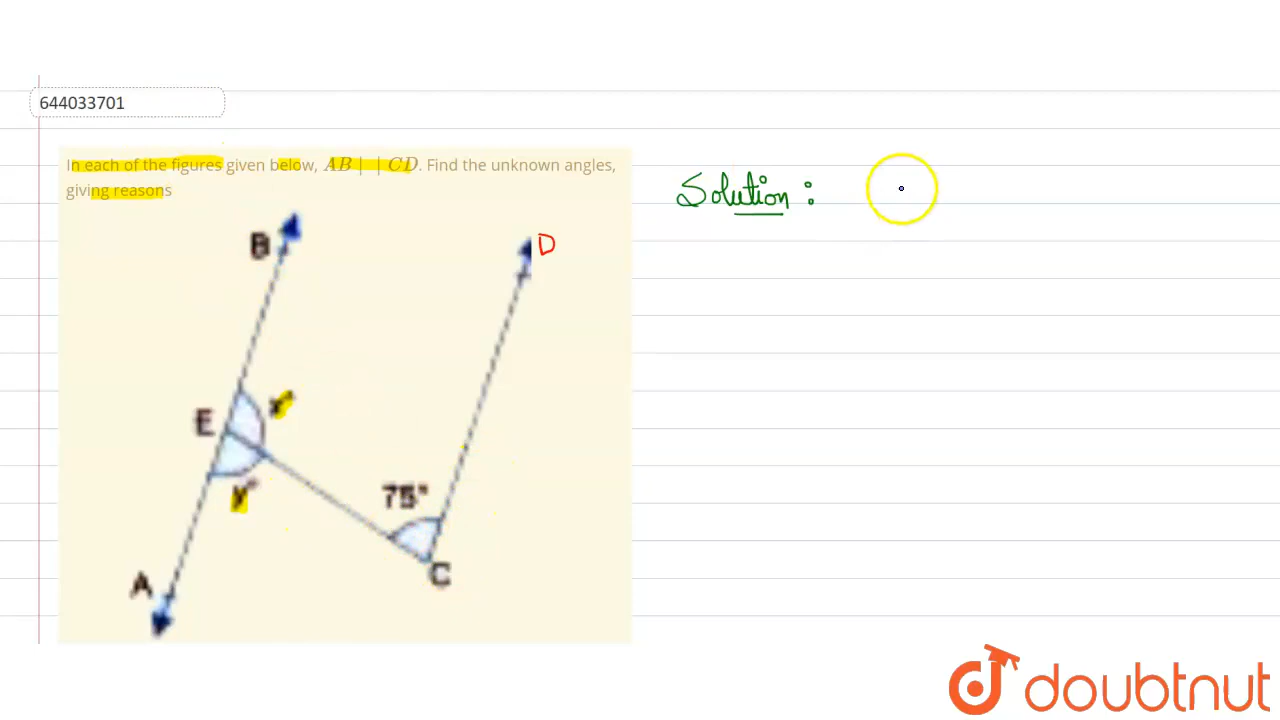 644033701
In each of the figures given below, AB | | CD. Find the unknown angles,
giving reasons
Solution :
B
D
x°
E
y°
75°
C
A
doubtnut